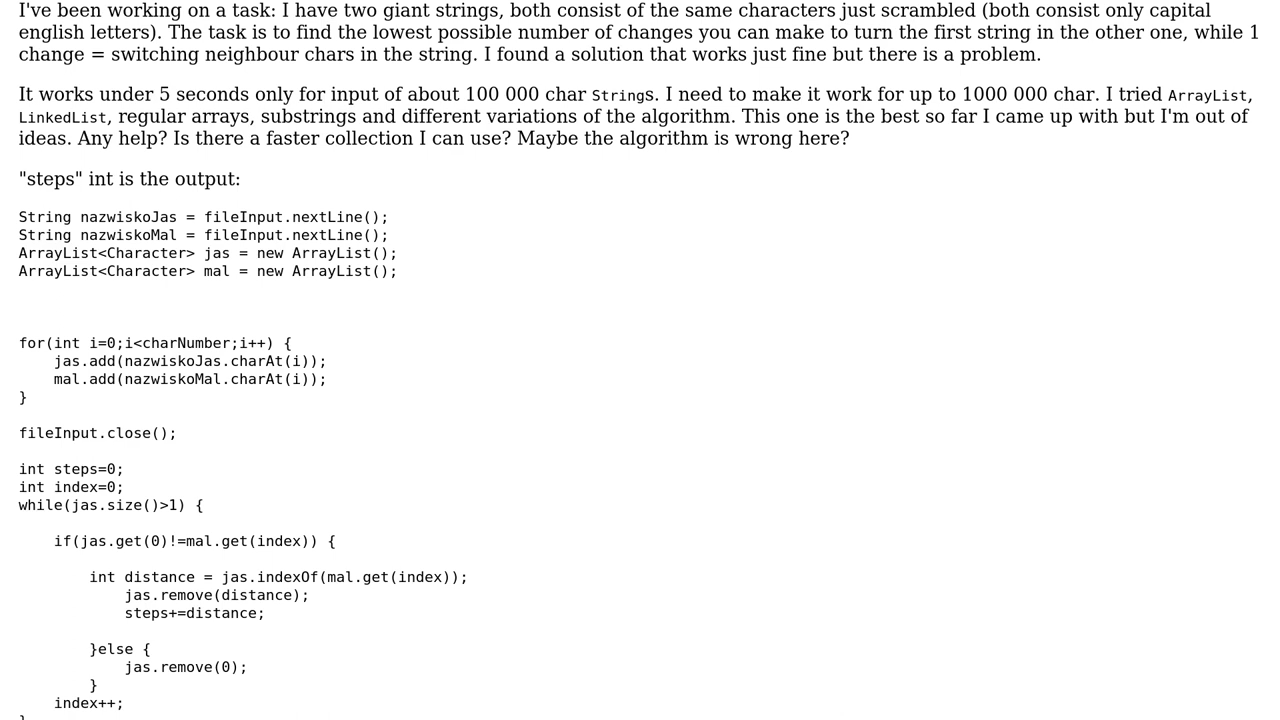 I've been working on a task: I have two giant strings, both consist of the same characters just scrambled (both consist only capital
english letters). The task is to find the lowest possible number of changes you can make to turn the first string in the other one, while 1
change = switching neighbour chars in the string. I found a solution that works just fine but there is a problem.
It works under 5 seconds only for input of about 100 000 char Strings. I need to make it work for up to 1000 000 char. I tried ArrayList,
LinkedList, regular arrays, substrings and different variations of the algorithm. This one is the best so far I came up with but I'm out of
ideas. Any help? Is there a faster collection I can use? Maybe the algorithm is wrong here?
"steps" int is the output:
String nazwiskoJas = fileInput.nextLine();
String nazwiskoMal = fileInput.nextLine();
ArrayList<Character> jas = new ArrayList();
ArrayList<Character> mal = new ArrayList();
for(int i=0;i<charNumber;i++) {
    jas.add(nazwiskoJas.charAt(i));
    mal.add(nazwiskoMal.charAt(i));
}
fileInput.close();
int steps=0;
int index=0;
while(jas.size()>1) {
    if(jas.get(0)!=mal.get(index)) {
        int distance = jas.indexOf(mal.get(index));
            jas.remove(distance);
            steps+=distance;
        }else {
            jas.remove(0);
        }
    index++;
}